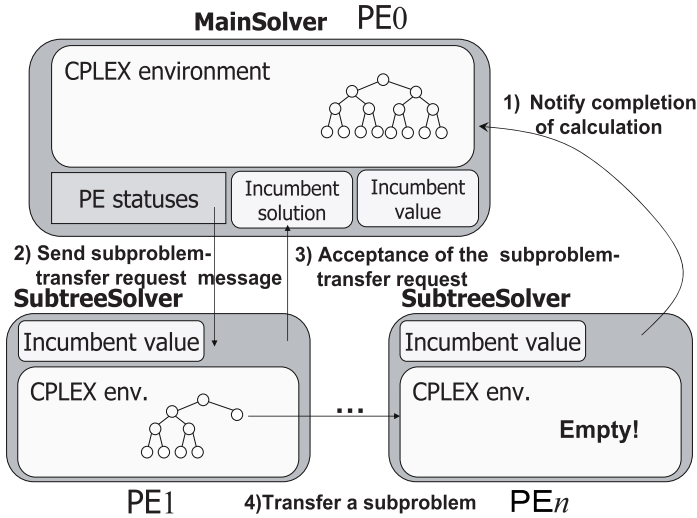 MainSolver PE0
CPLEX environment
1) Notify completion
of calculation
PE statuses
Incumbent
solution
Incumbent
value
2) Send subproblem-
transfer request message
3) Acceptance of the subproblem-
transfer request
SubtreeSolver
SubtreeSolver
Incumbent value
Incumbent value
CPLEX env.
...
CPLEX env.
Empty!
PE1
4)Transfer a subproblem
PEn